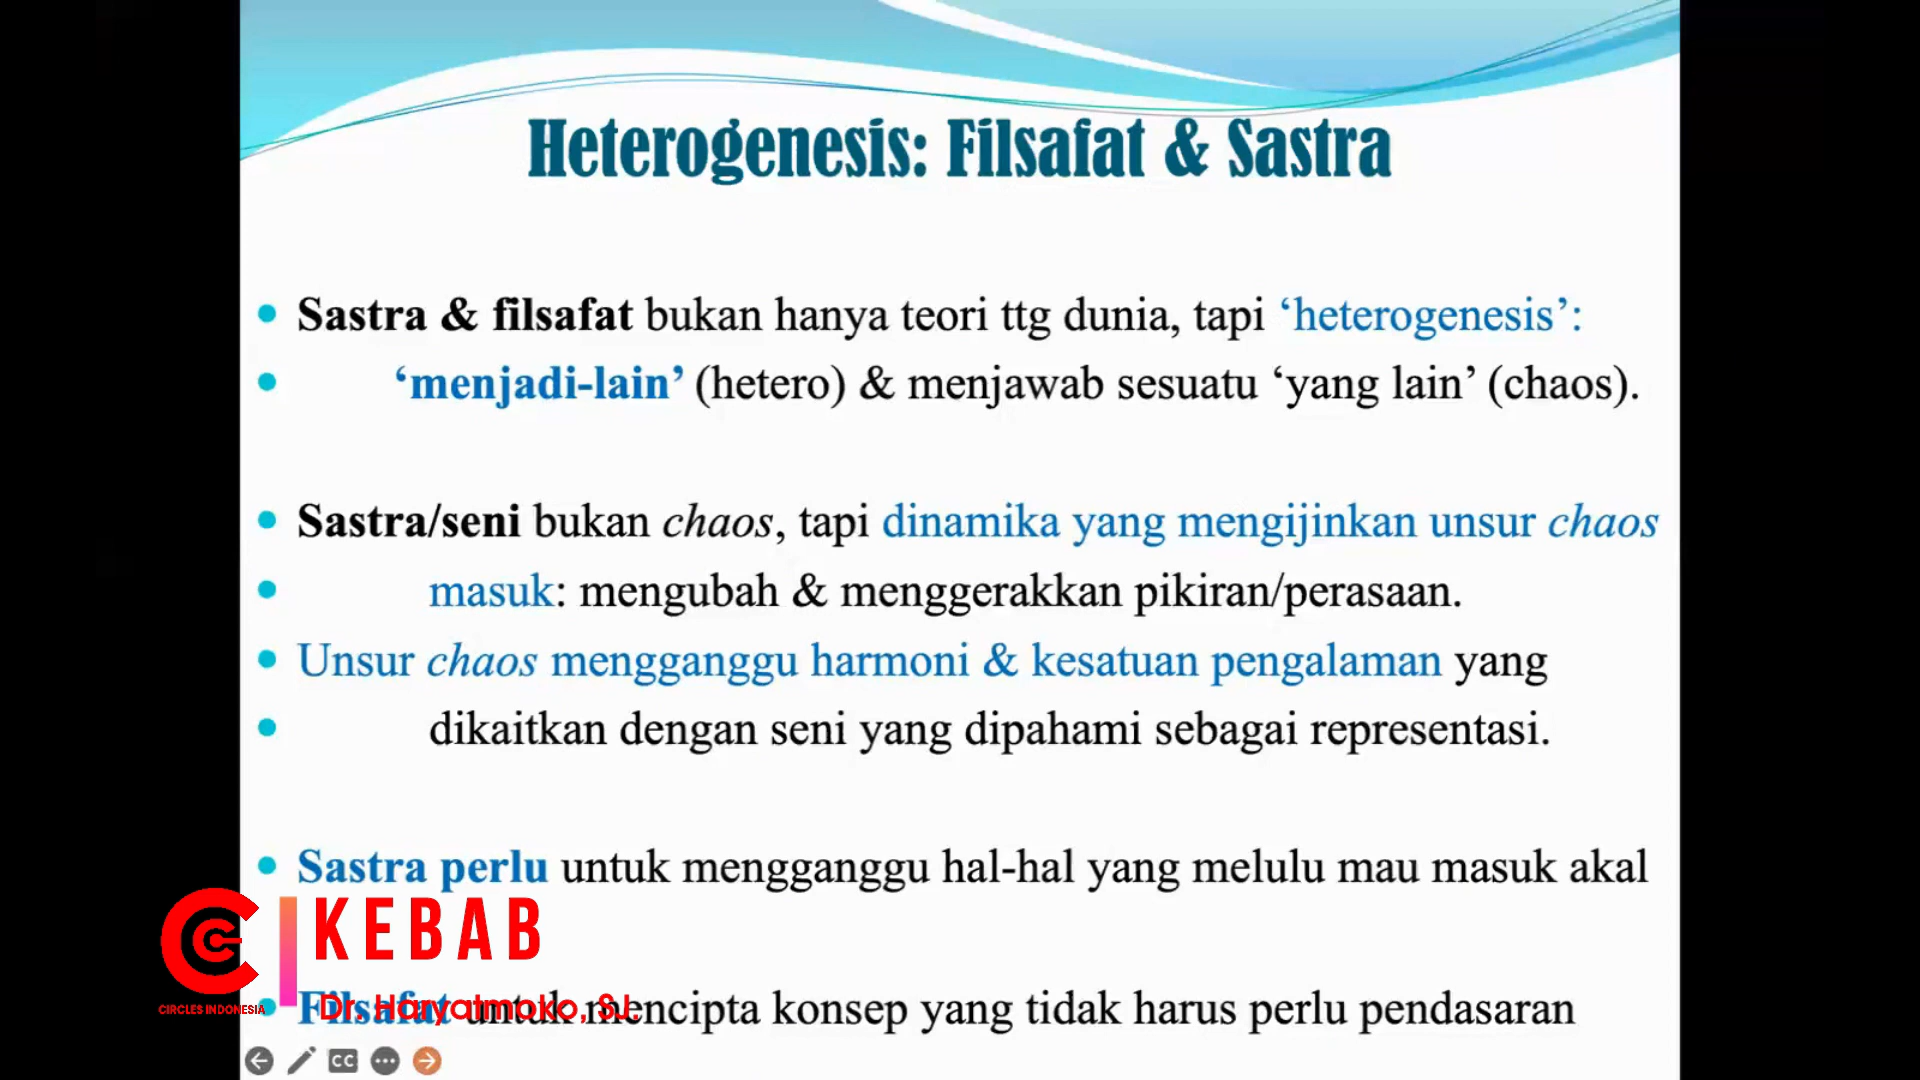 Heterogenesis: Filsafat & Sastra
Sastra & filsafat bukan hanya teori ttg dunia, tapi ‘heterogenesis’:
‘menjadi-lain’ (hetero) & menjawab sesuatu ‘yang lain’ (chaos).
Sastra/seni bukan chaos, tapi dinamika yang mengijinkan unsur chaos
masuk: mengubah & menggerakkan pikiran/perasaan.
Unsur chaos mengganggu harmoni & kesatuan pengalaman yang
dikaitkan dengan seni yang dipahami sebagai representasi.
Sastra perlu untuk mengganggu hal-hal yang melulu mau masuk akal
KEBAB
CIRCLES INDONESIA
Dr. Haryatmoko, SJ.
Filsafat untuk mencipta konsep yang tidak harus perlu pendasaran
CC